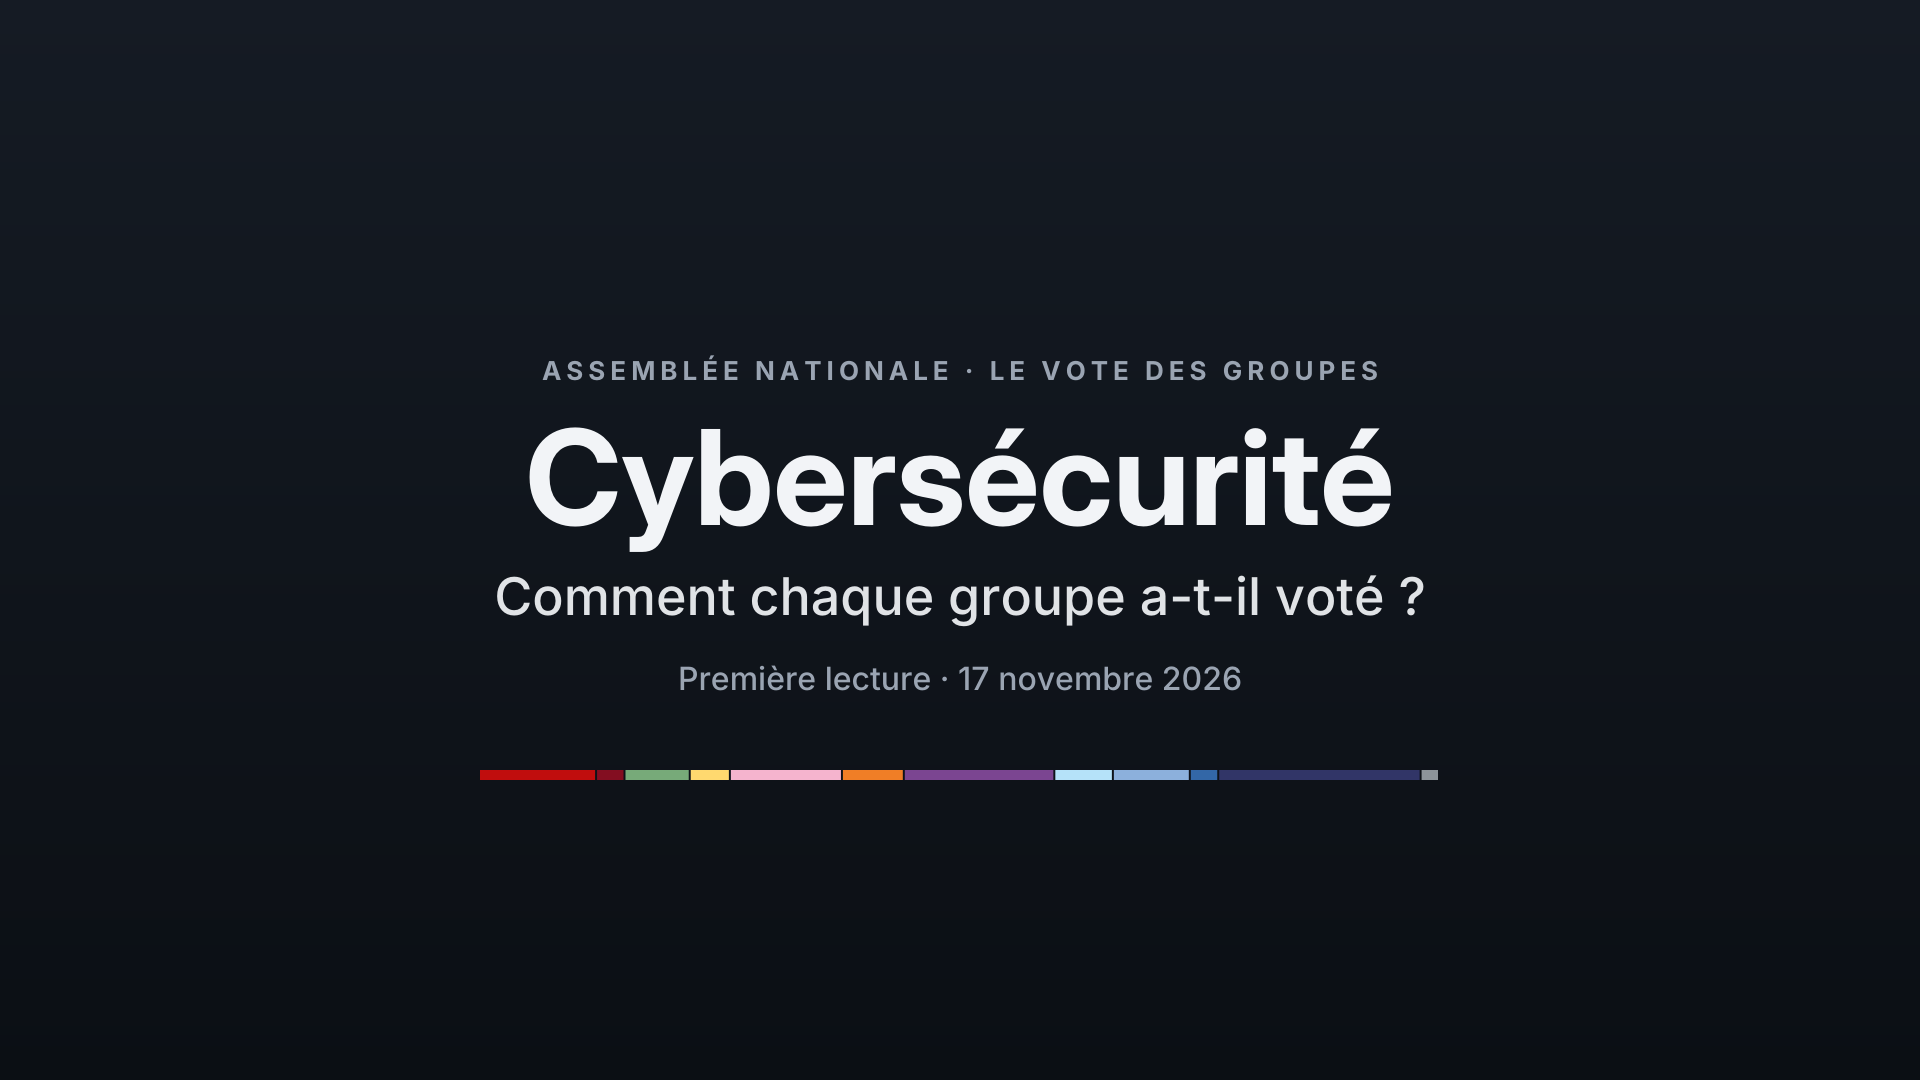 ASSEMBLÉE NATIONALE · LE VOTE DES GROUPES
Cybersécurité
Comment chaque groupe a-t-il voté ?
Première lecture · 17 novembre 2026